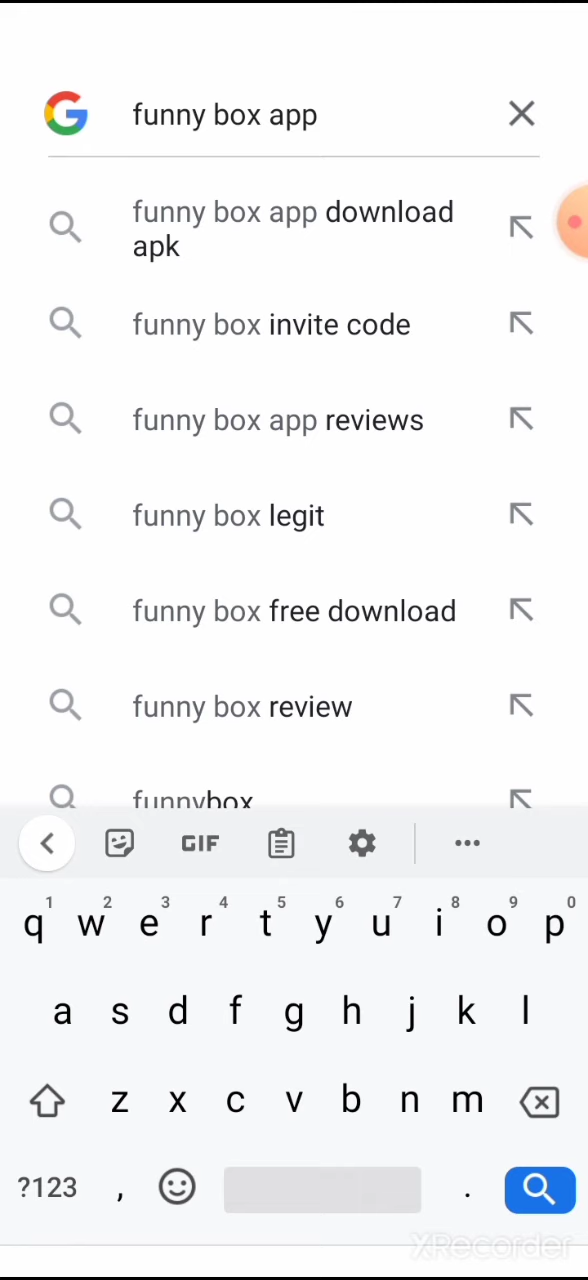 funny box app
funny box app download
apk
funny box invite code
funny box app reviews
funny box legit
funny box free download
funny box review
funnybox
GIF
1 2 3 4 5 6 7 8 9 0
q w e r t y u i o p
a s d f g h j k l
z x c v b n m
?123 , .
XRecorder